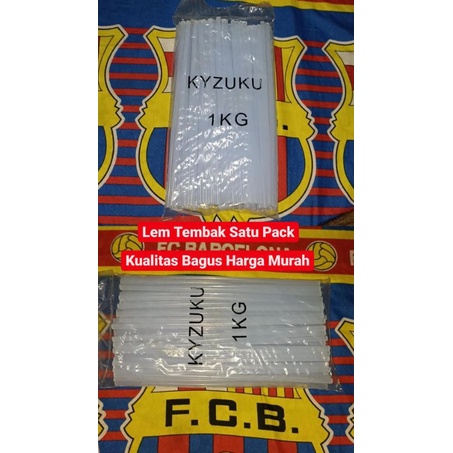 KYZUKU
1KG
C.B.
Lem Tembak Satu Pack
FC BARCELONA
Kualitas Bagus Harga Murah
KYZUKU
1KG
F.C.B.